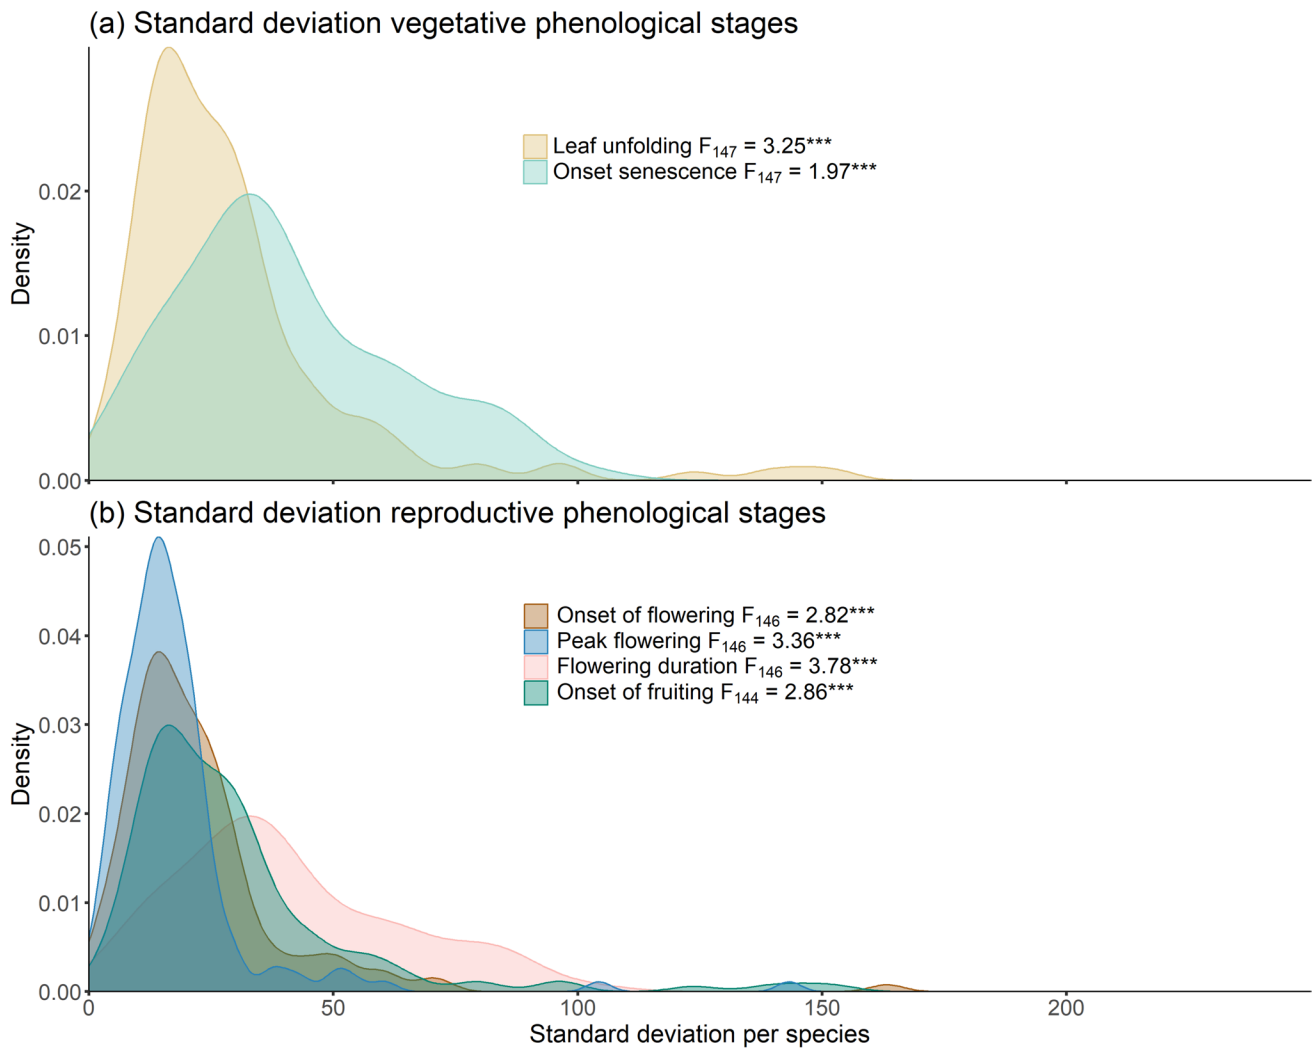 (a) Standard deviation vegetative phenological stages
Leaf unfolding F147 = 3.25***
Onset senescence F147 = 1.97***
Density
0.02
0.01
0.00
(b) Standard deviation reproductive phenological stages
0.05
Onset of flowering F146 = 2.82***
Peak flowering F146 = 3.36***
Flowering duration F146 = 3.78***
Onset of fruiting F144 = 2.86***
0.04
0.03
Density
0.02
0.01
0.00
0 50 100 150 200
Standard deviation per species